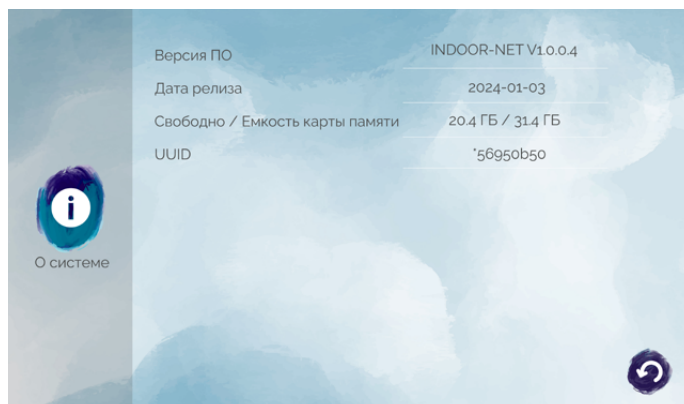 Версия ПО INDOOR-NET V1.0.0.4
Дата релиза 2024-01-03
Свободно / Емкость карты памяти 20.4 ГБ / 31.4 ГБ
UUID *56950b50
О системе